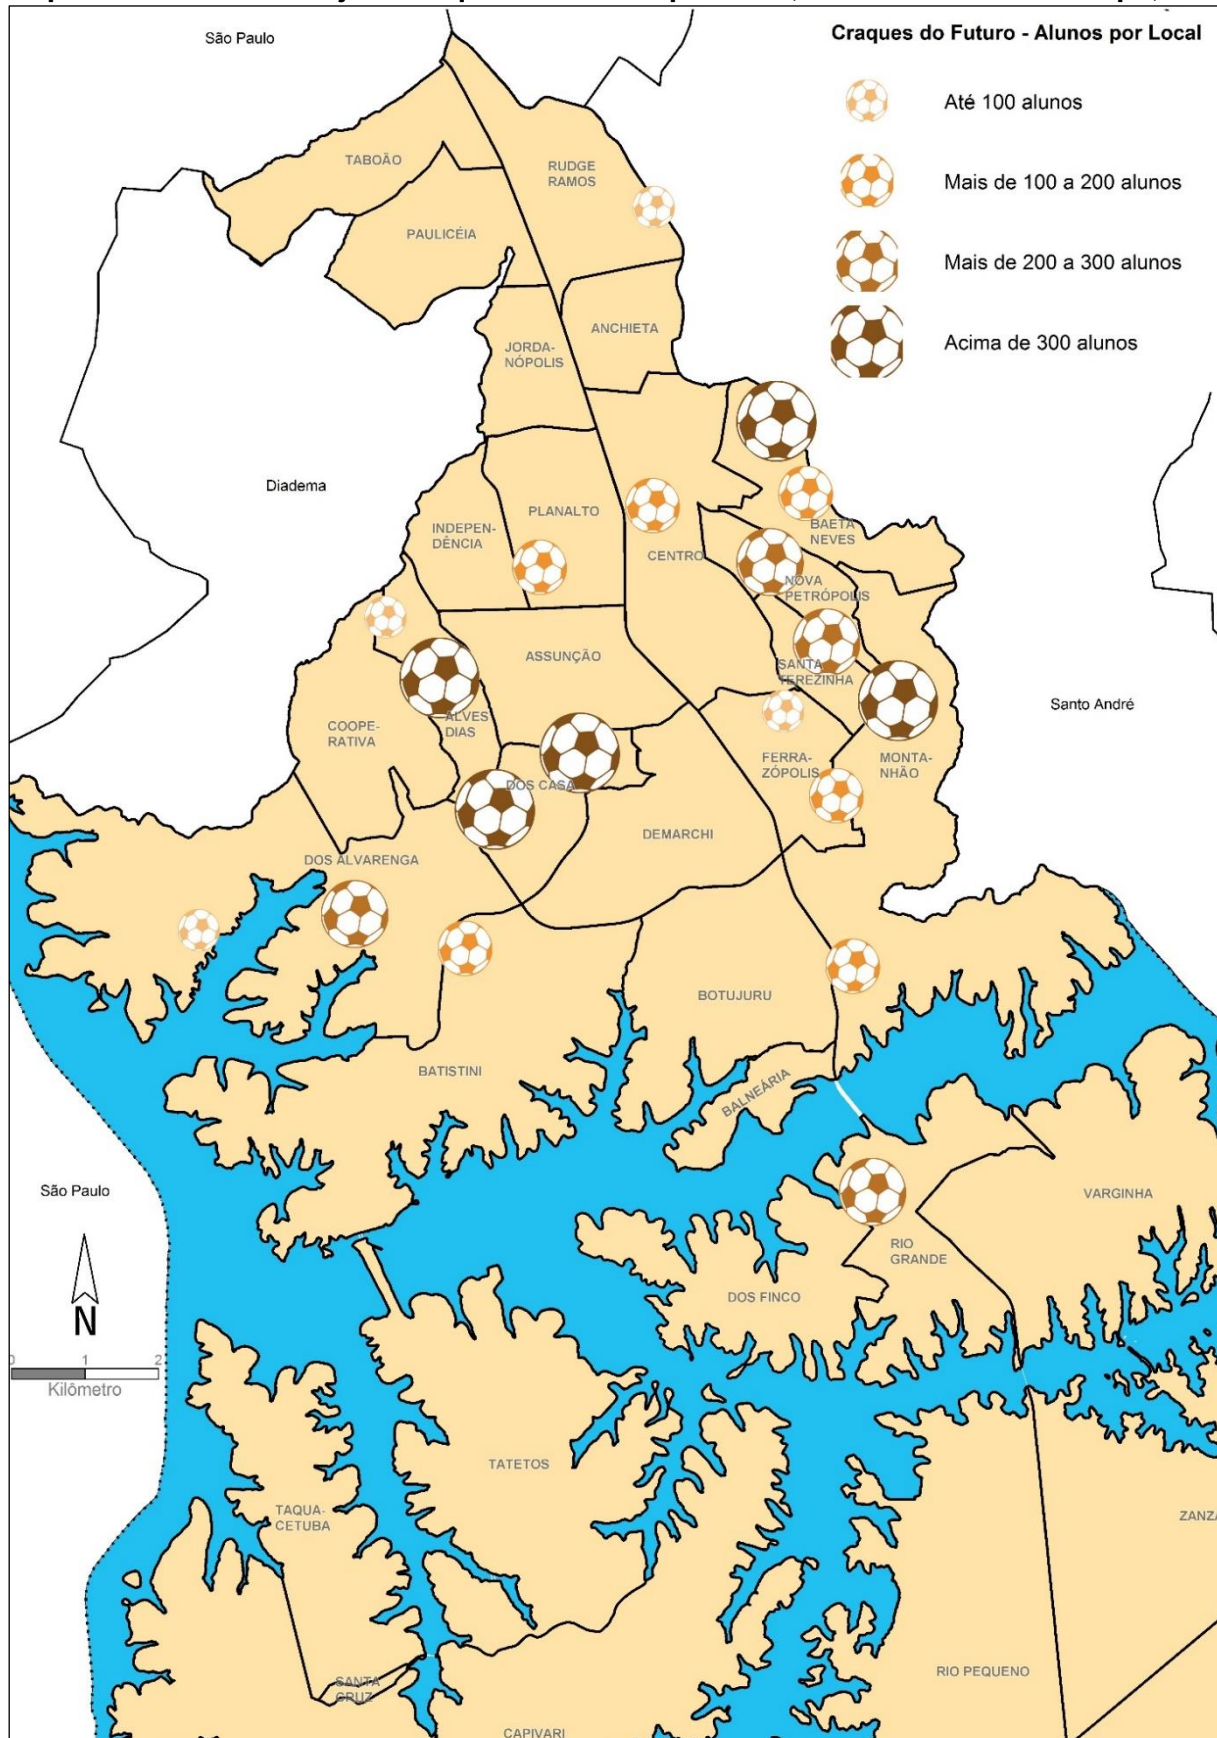 São Paulo
Craques do Futuro - Alunos por Local
Até 100 alunos
Mais de 100 a 200 alunos
Mais de 200 a 300 alunos
Acima de 300 alunos
TABOÃO
RUDGE
RAMOS
PAULICÉIA
ANCHIETA
JORDA-
NÓPOLIS
Diadema
PLANALTO
INDEPEN-
DÊNCIA
BAETA
NEVES
CENTRO
NOVA
PETRÓPOLIS
ASSUNÇÃO
SANTA
TEREZINHA
Santo André
ALVES
DIAS
COOPE-
RATIVA
FERRA-
ZÓPOLIS
MONTA-
NHÃO
DOS CASA
DEMARCHI
DOS ALVARENGA
BOTUJURU
BATISTINI
BALNEÁRIA
São Paulo
VARGINHA
RIO
GRANDE
DOS FINCO
N
0 1 2
Kilômetro
TATETOS
TAQUA-
CETUBA
ZANZA
RIO PEQUENO
SANTA
CRUZ
CAPIVARI